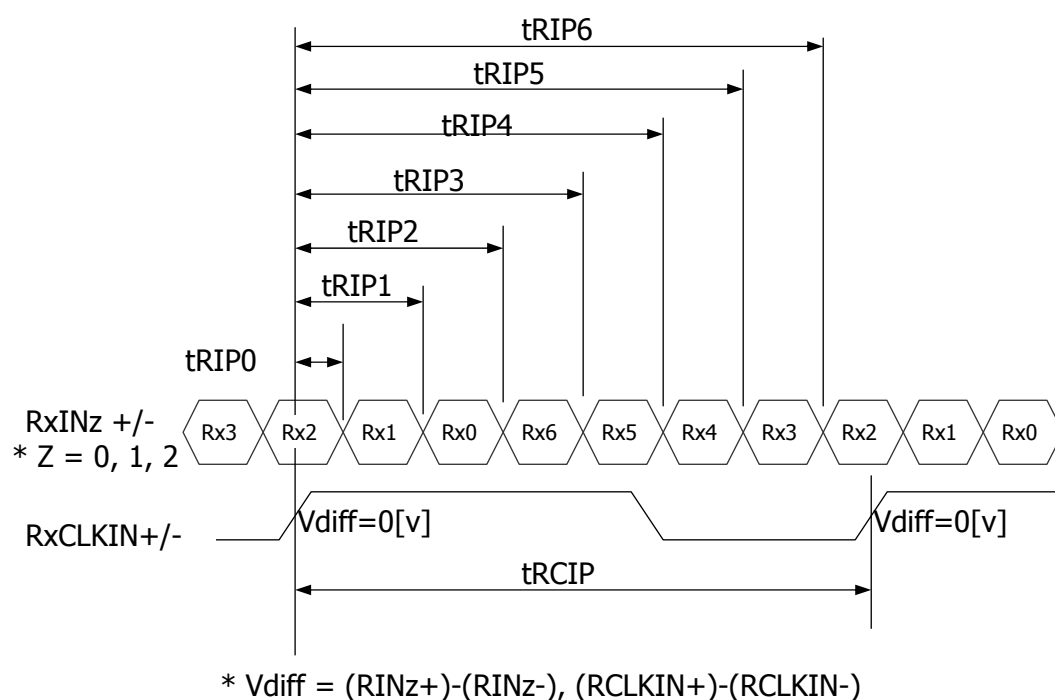 tRIP6
tRIP5
tRIP4
tRIP3
tRIP2
tRIP1
tRIP0
RxINz +/-
* Z = 0, 1, 2
Rx3 Rx2 Rx1 Rx0 Rx6 Rx5 Rx4 Rx3 Rx2 Rx1 Rx0
RxCLKIN+/-
Vdiff=0[v] Vdiff=0[v]
tRCIP
* Vdiff = (RINz+)-(RINz-), (RCLKIN+)-(RCLKIN-)